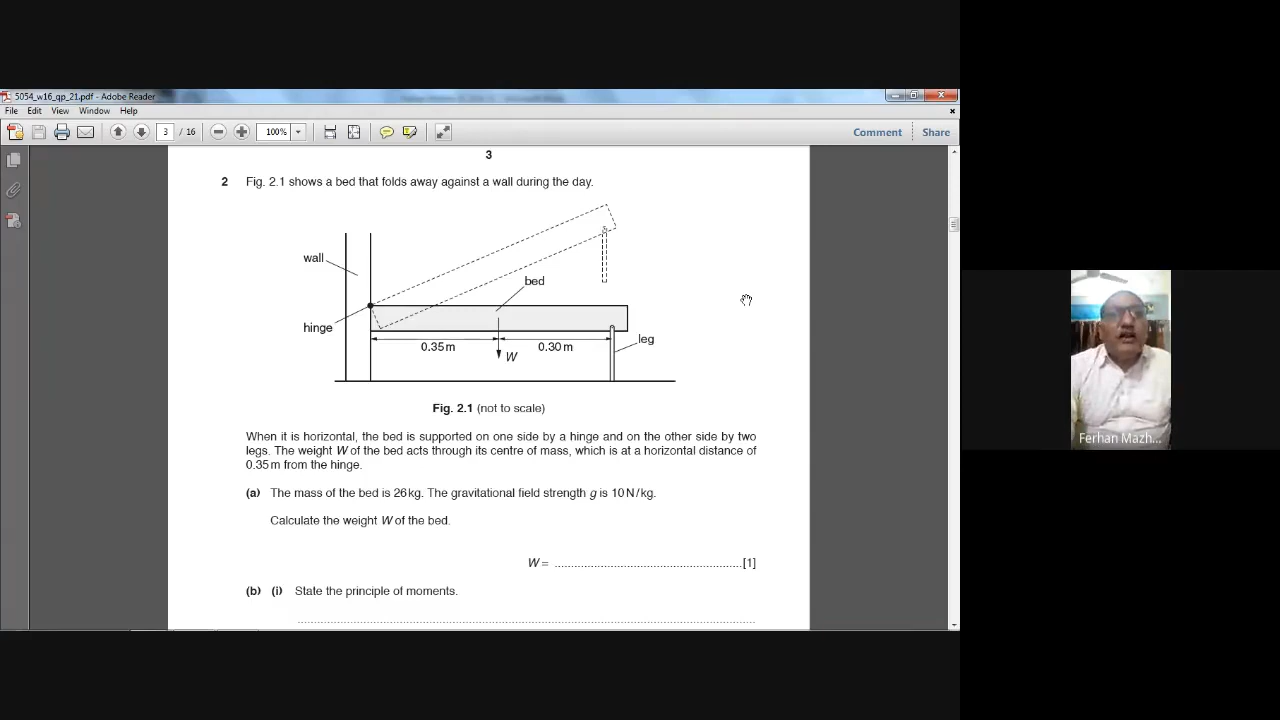 5054_w16_qp_21.pdf - Adobe Reader
File Edit View Window Help
3 / 16
100%
Comment
Share
3
2 Fig. 2.1 shows a bed that folds away against a wall during the day.
wall
bed
hinge
0.35 m
0.30 m
leg
W
Fig. 2.1 (not to scale)
When it is horizontal, the bed is supported on one side by a hinge and on the other side by two
legs. The weight W of the bed acts through its centre of mass, which is at a horizontal distance of
0.35 m from the hinge.
(a) The mass of the bed is 26 kg. The gravitational field strength g is 10 N / kg.
Calculate the weight W of the bed.
W = ......................................................... [1]
(b) (i) State the principle of moments.
Ferhan Mazh...